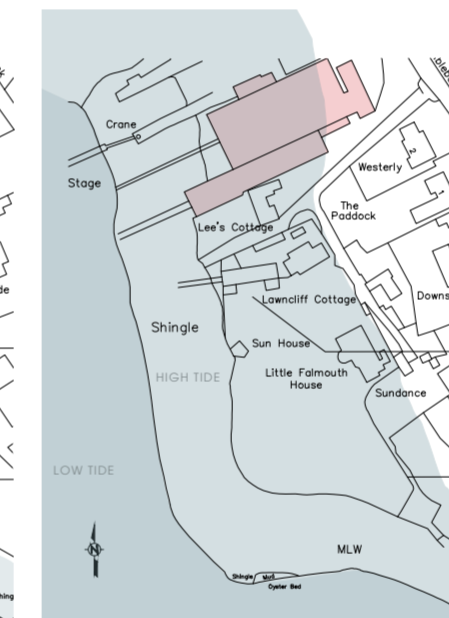 Crane
Stage
Westerly
2
The
Paddock
1
Lee's Cottage
Lawncliff Cottage
Downs
Shingle
Sun House
Little Falmouth
House
HIGH TIDE
Sundance
LOW TIDE
N
MLW
Shingle
Mud
Oyster Bed